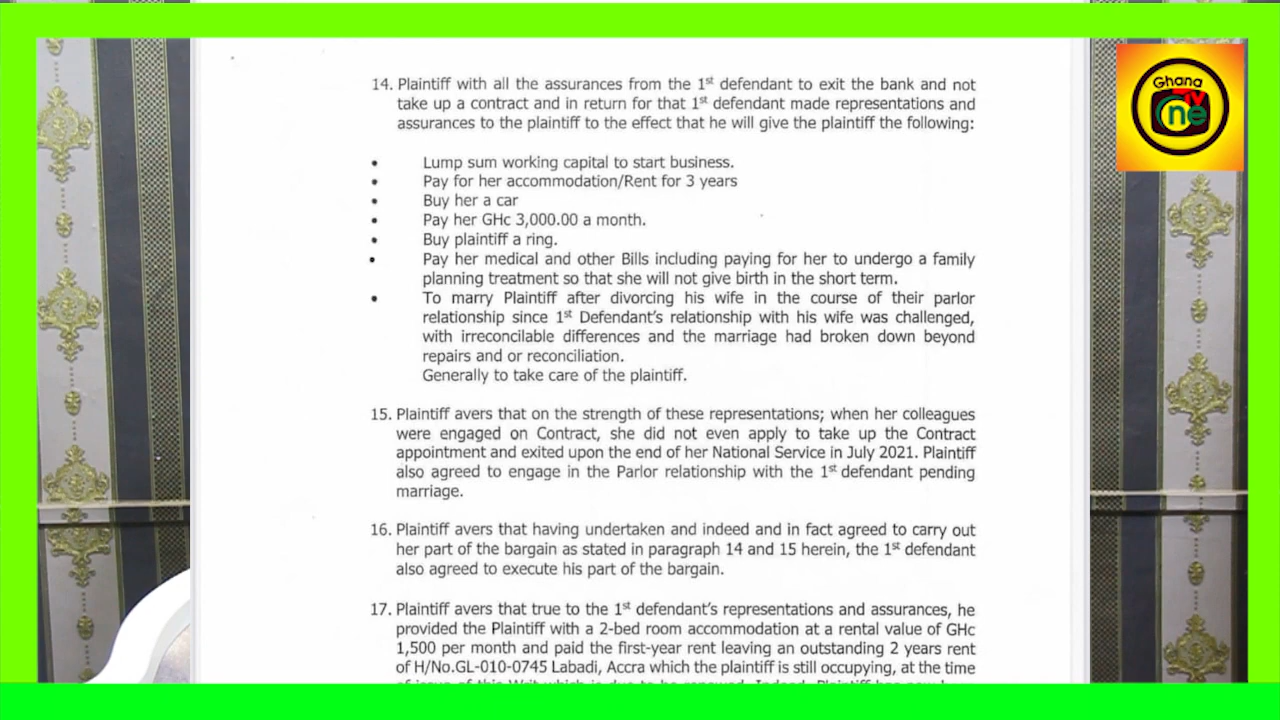 Ghana
TV
One
14. Plaintiff with all the assurances from the 1st defendant to exit the bank and not
take up a contract and in return for that 1st defendant made representations and
assurances to the plaintiff to the effect that he will give the plaintiff the following:
• Lump sum working capital to start business.
• Pay for her accommodation/Rent for 3 years
• Buy her a car
• Pay her GHc 3,000.00 a month.
• Buy plaintiff a ring.
• Pay her medical and other Bills including paying for her to undergo a family
planning treatment so that she will not give birth in the short term.
• To marry Plaintiff after divorcing his wife in the course of their parlor
relationship since 1st Defendant's relationship with his wife was challenged,
with irreconcilable differences and the marriage had broken down beyond
repairs and or reconciliation.
Generally to take care of the plaintiff.
15. Plaintiff avers that on the strength of these representations; when her colleagues
were engaged on Contract, she did not even apply to take up the Contract
appointment and exited upon the end of her National Service in July 2021. Plaintiff
also agreed to engage in the Parlor relationship with the 1st defendant pending
marriage.
16. Plaintiff avers that having undertaken and indeed and in fact agreed to carry out
her part of the bargain as stated in paragraph 14 and 15 herein, the 1st defendant
also agreed to execute his part of the bargain.
17. Plaintiff avers that true to the 1st defendant's representations and assurances, he
provided the Plaintiff with a 2-bed room accommodation at a rental value of GHc
1,500 per month and paid the first-year rent leaving an outstanding 2 years rent
of H/No.GL-010-0745 Labadi, Accra which the plaintiff is still occupying, at the time